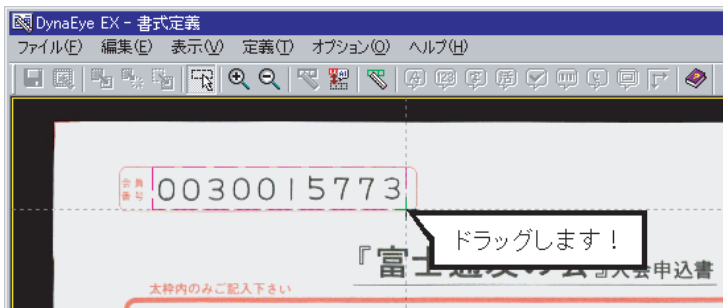 DynaEye EX - 書式定義
ファイル(F) 編集(E) 表示(V) 定義(T) オプション(O) ヘルプ(H)
会員
番号
0030015773
ドラッグします！
『富士通友の会』入会申込書
太枠内のみご記入下さい